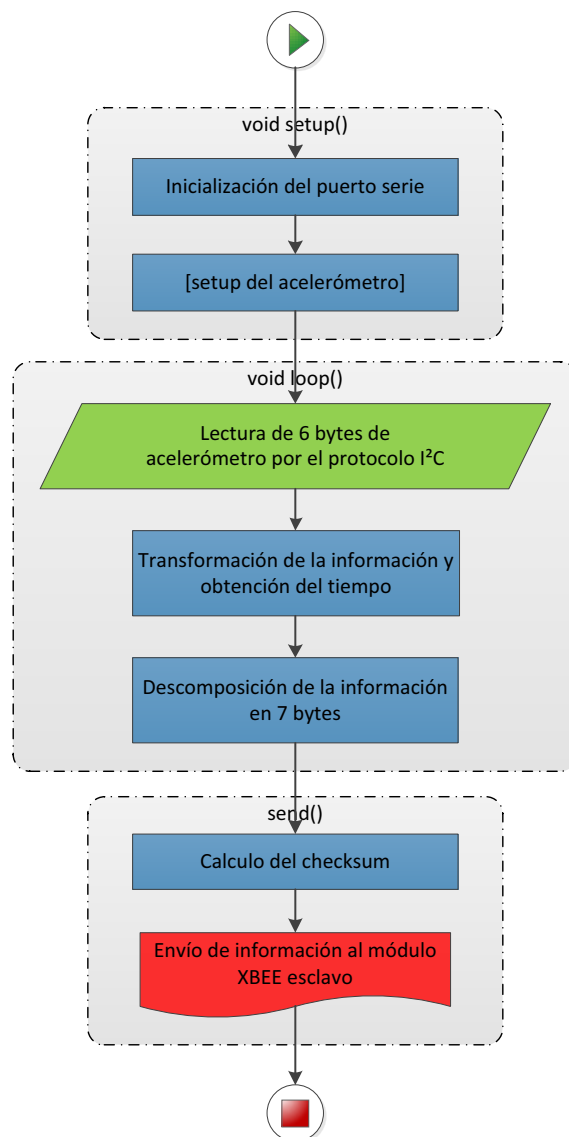 void setup()
Inicialización del puerto serie
[setup del acelerómetro]
void loop()
Lectura de 6 bytes de
acelerómetro por el protocolo I²C
Transformación de la información y
obtención del tiempo
Descomposición de la información
en 7 bytes
send()
Calculo del checksum
Envío de información al módulo
XBEE esclavo